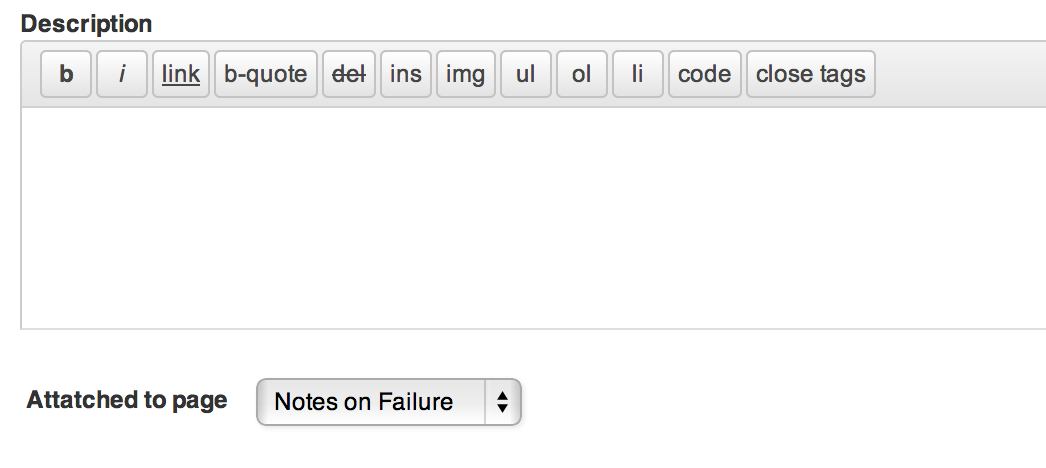 Description
b i link b-quote del ins img ul ol li code close tags
Attatched to page Notes on Failure